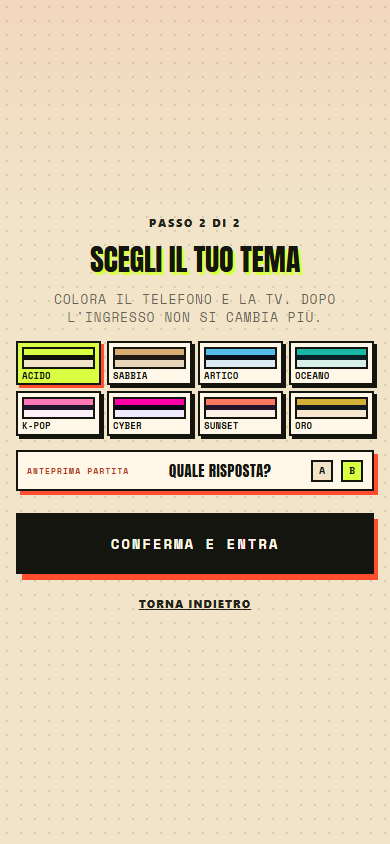 PASSO 2 DI 2
SCEGLI IL TUO TEMA
COLORA IL TELEFONO E LA TV. DOPO
L'INGRESSO NON SI CAMBIA PIÙ.
ACIDO
SABBIA
ARTICO
OCEANO
K-POP
CYBER
SUNSET
ORO
ANTEPRIMA PARTITA
QUALE RISPOSTA?
A
B
CONFERMA E ENTRA
TORNA INDIETRO